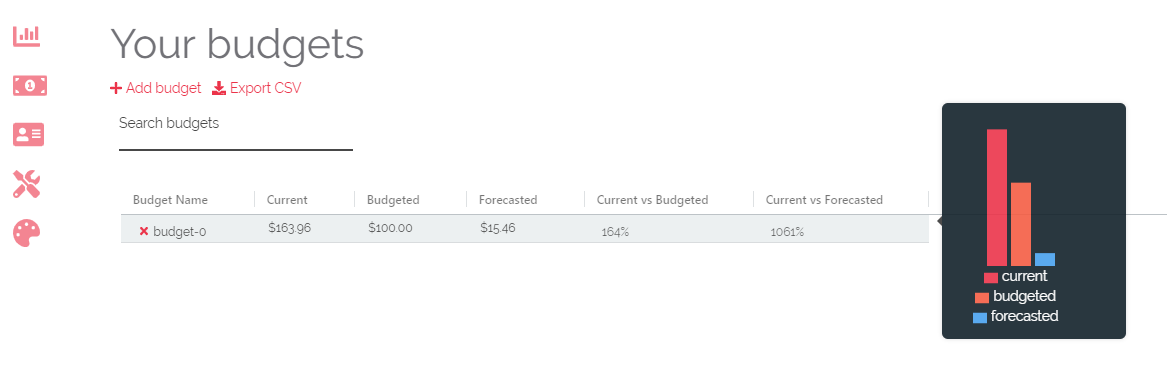 Your budgets
Add budget Export CSV
Search budgets
Budget Name Current Budgeted Forecasted Current vs Budgeted Current vs Forecasted
budget-0 $163.96 $100.00 $15.46 164% 1061%
current
budgeted
forecasted